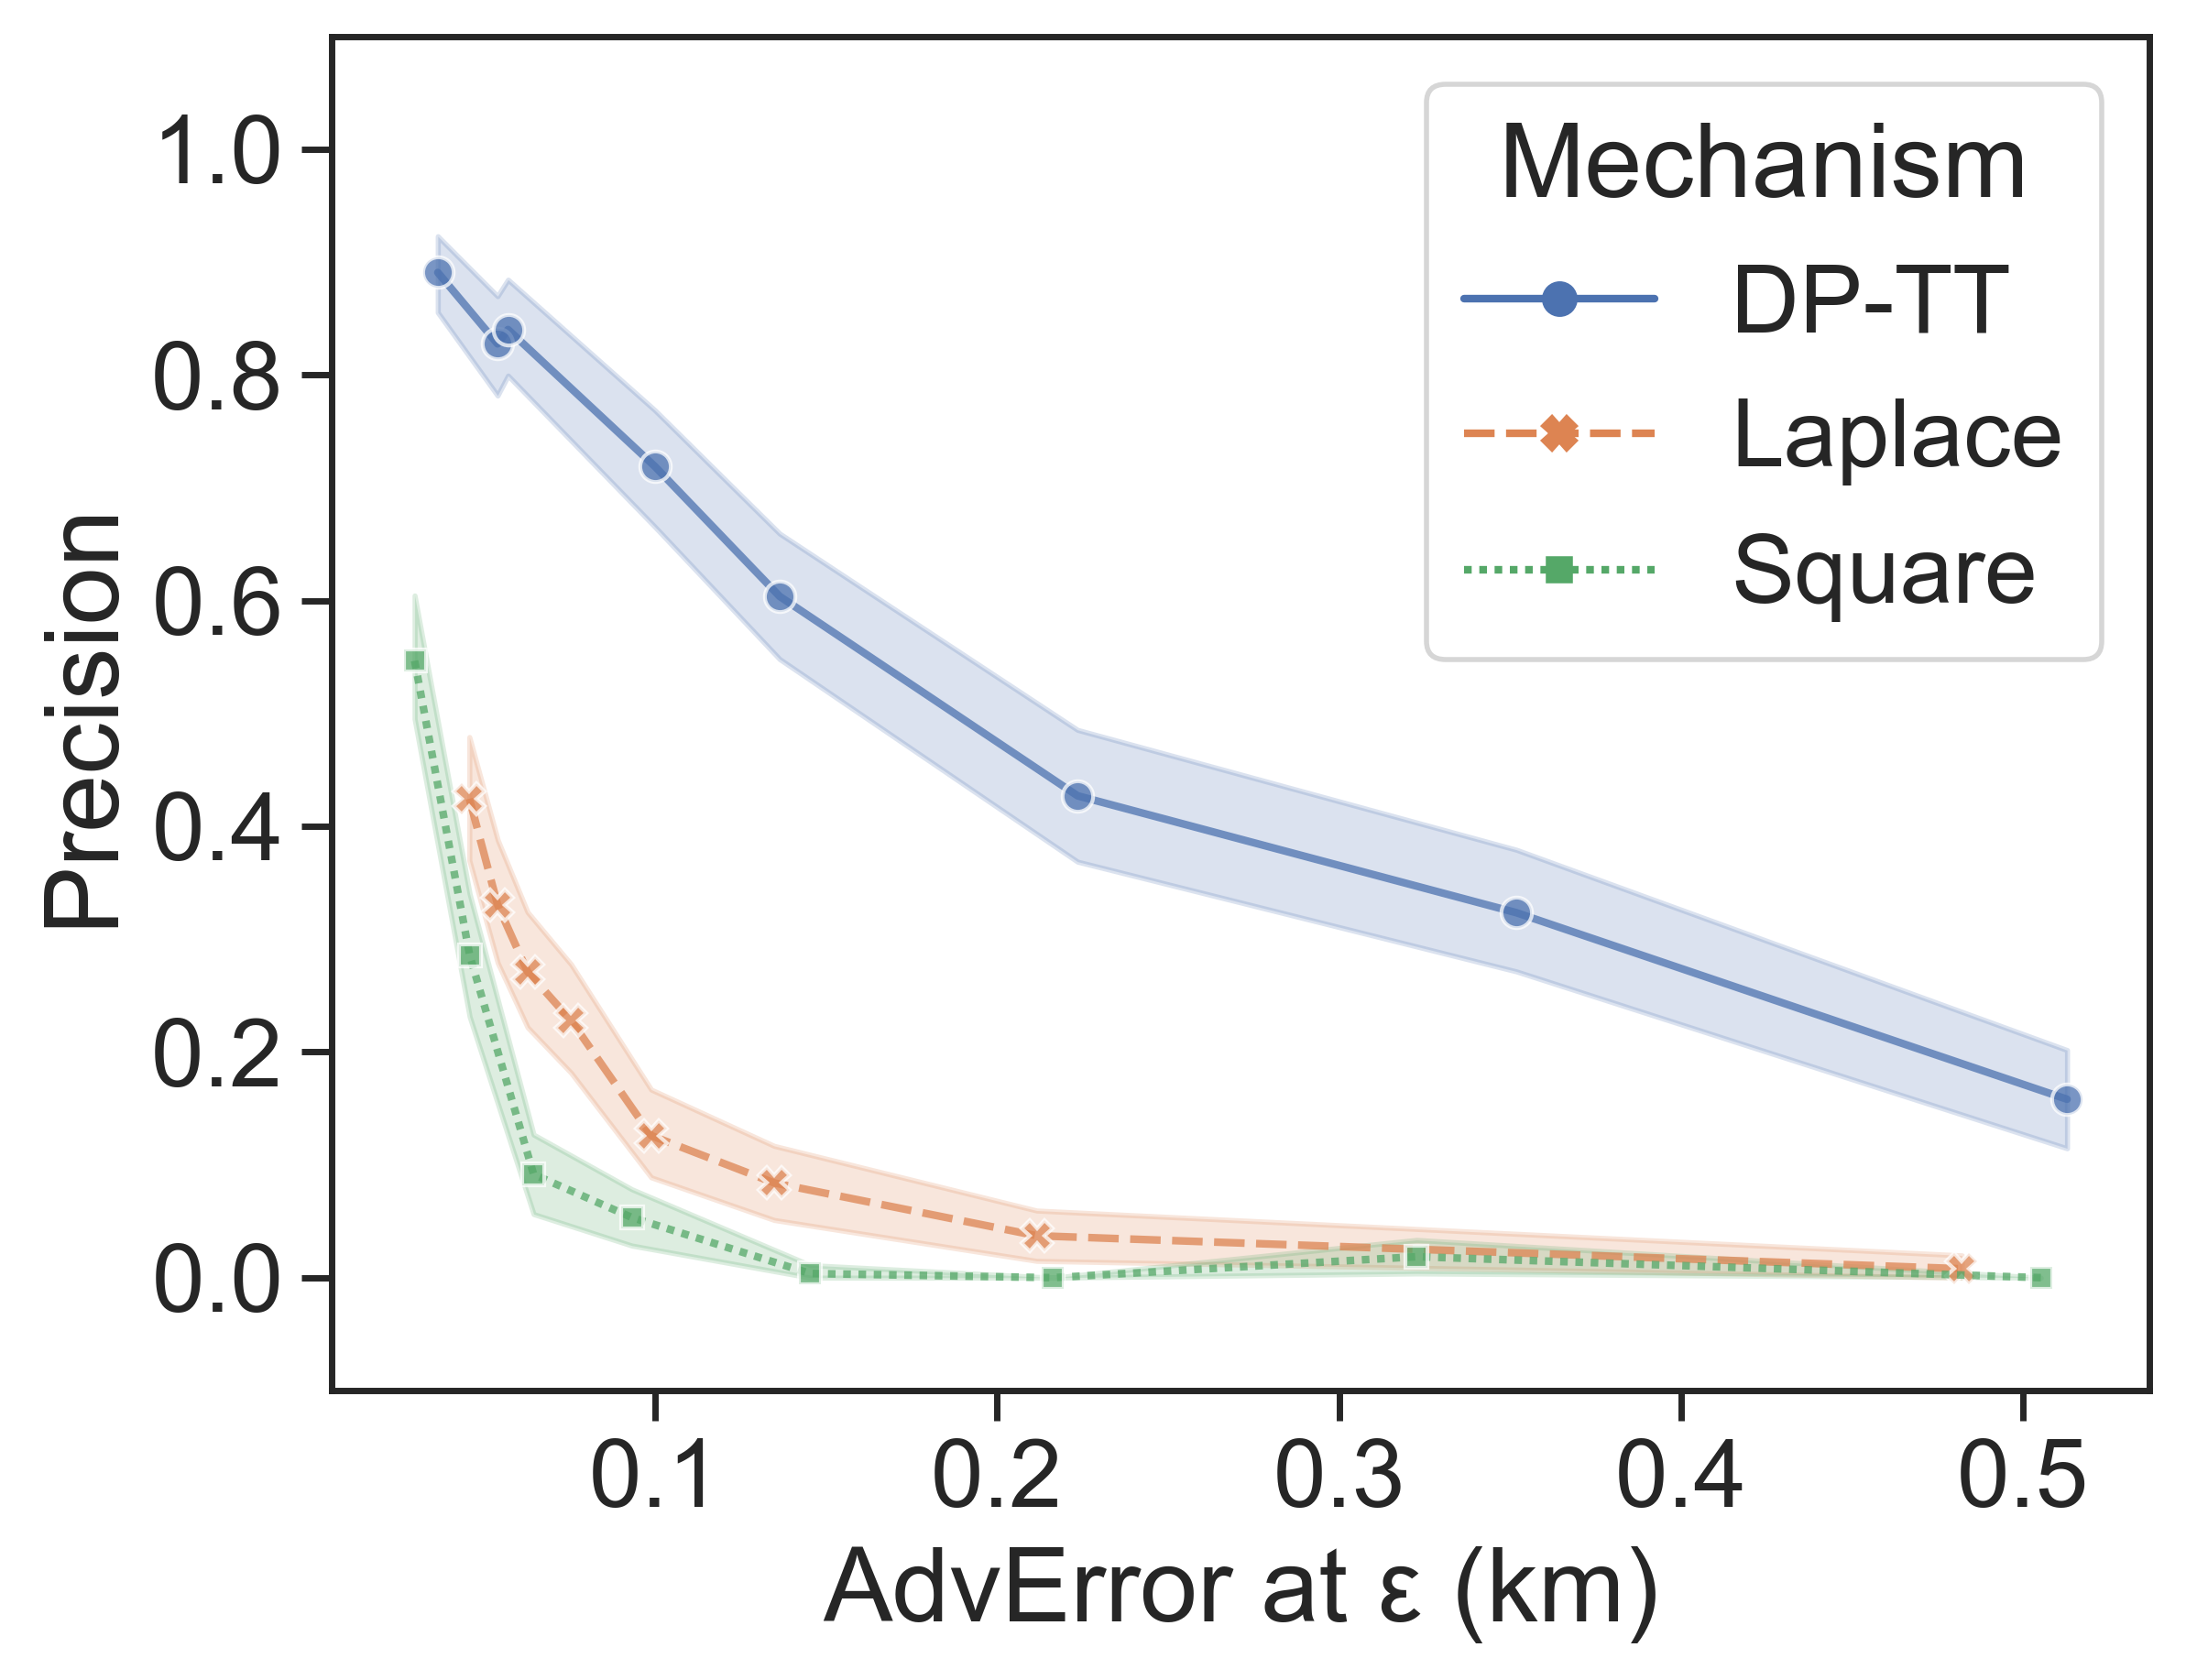 Precision
1.0
0.8
0.6
0.4
0.2
0.0
Mechanism
DP-TT
Laplace
Square
0.1 0.2 0.3 0.4 0.5
AdvError at ε (km)